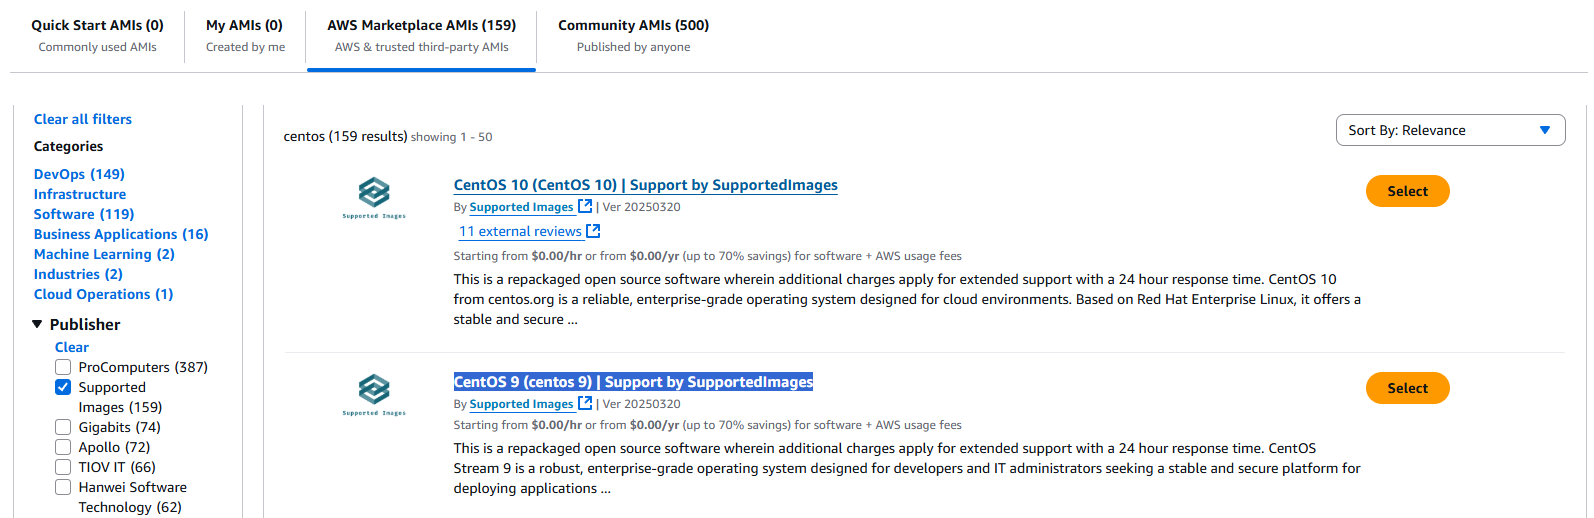 Quick Start AMIs (0)
Commonly used AMIs
My AMIs (0)
Created by me
AWS Marketplace AMIs (159)
AWS & trusted third-party AMIs
Community AMIs (500)
Published by anyone
Clear all filters
Categories
DevOps (149)
Infrastructure
Software (119)
Business Applications (16)
Machine Learning (2)
Industries (2)
Cloud Operations (1)
Publisher
Clear
ProComputers (387)
Supported
Images (159)
Gigabits (74)
Apollo (72)
TIOV IT (66)
Hanwei Software
Technology (62)
centos (159 results) showing 1 - 50
Sort By: Relevance
Supported Images
CentOS 10 (CentOS 10) | Support by SupportedImages
By Supported Images | Ver 20250320
11 external reviews
Starting from $0.00/hr or from $0.00/yr (up to 70% savings) for software + AWS usage fees
This is a repackaged open source software wherein additional charges apply for extended support with a 24 hour response time. CentOS 10
from centos.org is a reliable, enterprise-grade operating system designed for cloud environments. Based on Red Hat Enterprise Linux, it offers a
stable and secure ...
Select
Supported Images
CentOS 9 (centos 9) | Support by SupportedImages
By Supported Images | Ver 20250320
Starting from $0.00/hr or from $0.00/yr (up to 70% savings) for software + AWS usage fees
This is a repackaged open source software wherein additional charges apply for extended support with a 24 hour response time. CentOS
Stream 9 is a robust, enterprise-grade operating system designed for developers and IT administrators seeking a stable and secure platform for
deploying applications ...
Select